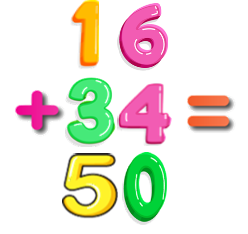 16
+ 34 =
50